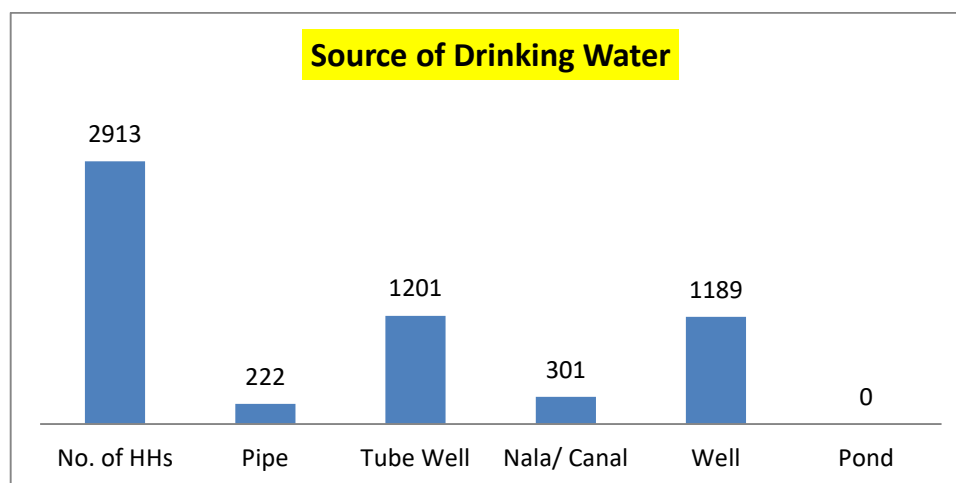 Source of Drinking Water
2913
222
1201
301
1189
0
No. of HHs
Pipe
Tube Well
Nala/ Canal
Well
Pond